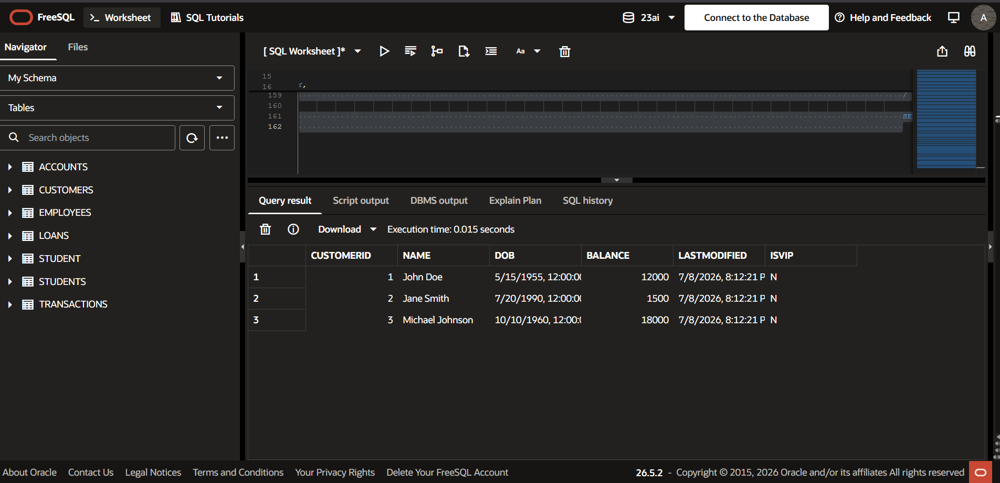 FreeSQL
Worksheet
SQL Tutorials
23ai
Connect to the Database
Help and Feedback
A
Navigator
Files
My Schema
Tables
Search objects
ACCOUNTS
CUSTOMERS
EMPLOYEES
LOANS
STUDENT
STUDENTS
TRANSACTIONS
[ SQL Worksheet ]*
Aa
15
16 Y,
159 /
160
161 SE
162
Query result
Script output
DBMS output
Explain Plan
SQL history
Download
Execution time: 0.015 seconds
CUSTOMERID NAME DOB BALANCE LASTMODIFIED ISVIP
1 1 John Doe 5/15/1955, 12:00:00 12000 7/8/2026, 8:12:21 P N
2 2 Jane Smith 7/20/1990, 12:00:00 1500 7/8/2026, 8:12:21 P N
3 3 Michael Johnson 10/10/1960, 12:00:0 18000 7/8/2026, 8:12:21 P N
About Oracle
Contact Us
Legal Notices
Terms and Conditions
Your Privacy Rights
Delete Your FreeSQL Account
26.5.2 - Copyright © 2015, 2026 Oracle and/or its affiliates All rights reserved